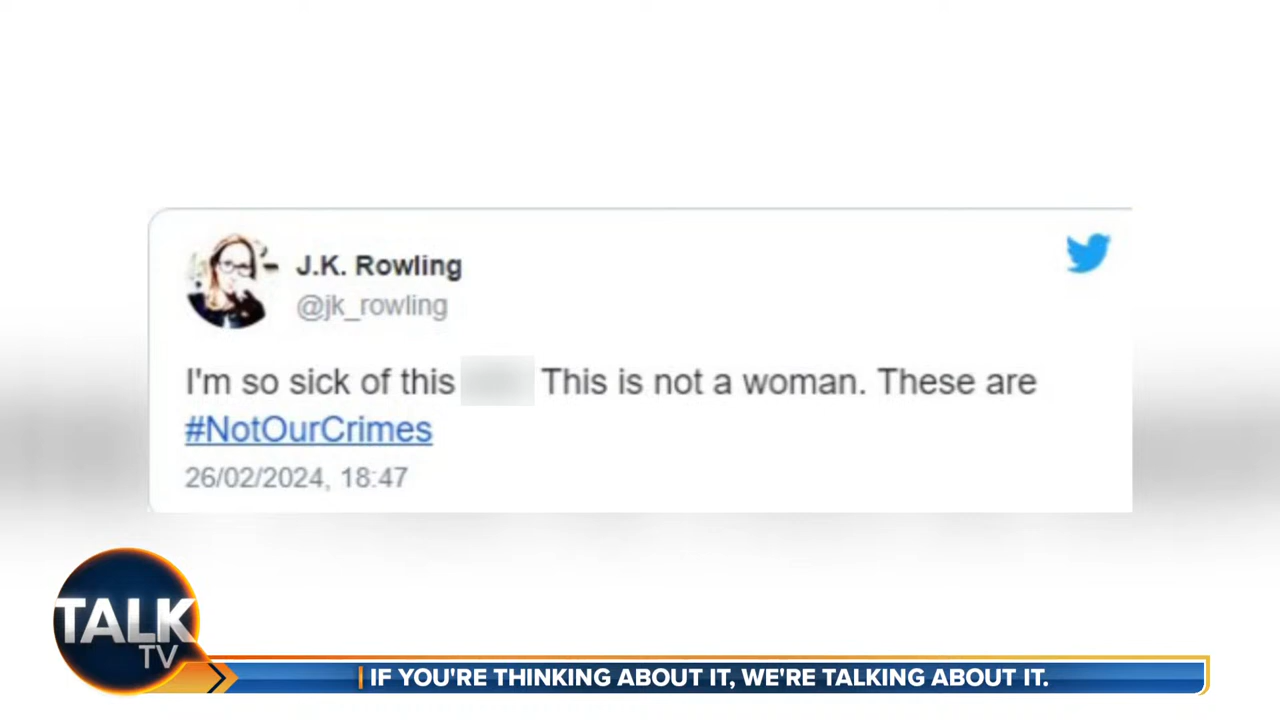 J.K. Rowling
@jk_rowling
I'm so sick of this This is not a woman. These are
#NotOurCrimes
26/02/2024, 18:47
TALK
TV
IF YOU'RE THINKING ABOUT IT, WE'RE TALKING ABOUT IT.